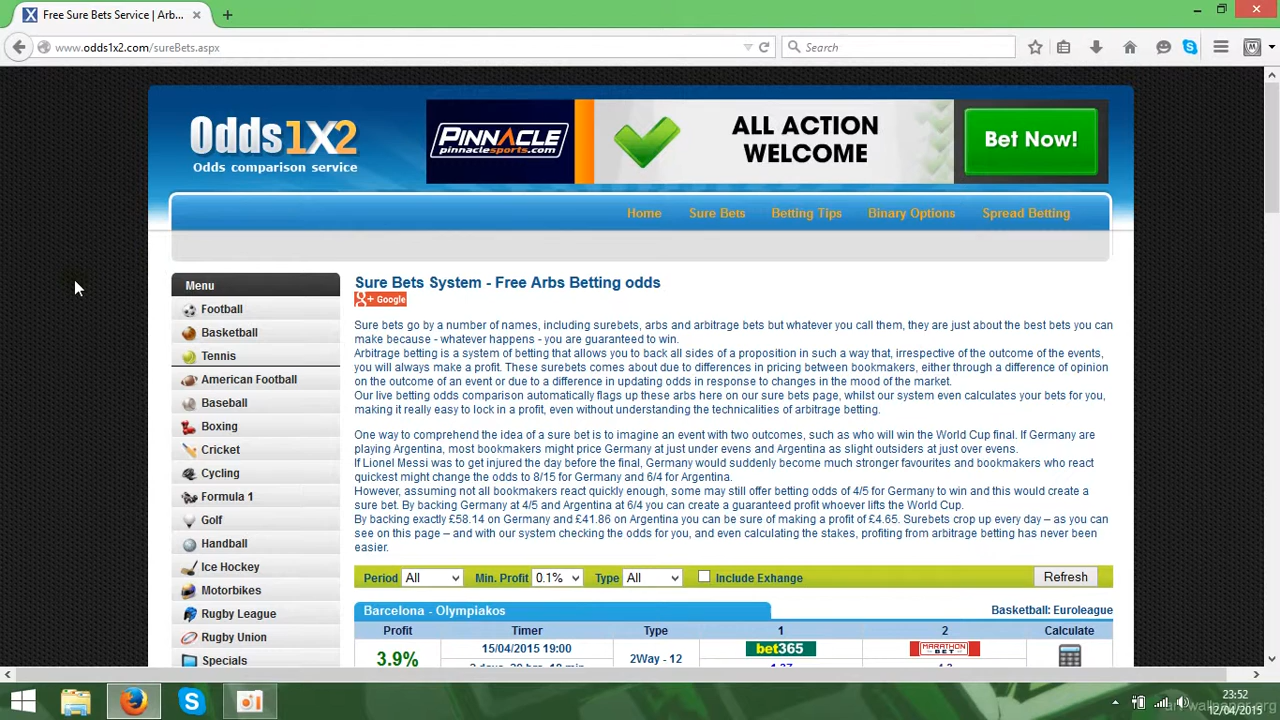 Free Sure Bets Service | Arb...
www.odds1x2.com/sureBets.aspx
Search
Odds1X2
Odds comparison service
PINNACLE
pinnaclesports.com
ALL ACTION
WELCOME
Bet Now!
Home
Sure Bets
Betting Tips
Binary Options
Spread Betting
Menu
Football
Basketball
Tennis
American Football
Baseball
Boxing
Cricket
Cycling
Formula 1
Golf
Handball
Ice Hockey
Motorbikes
Rugby League
Rugby Union
Specials
Sure Bets System - Free Arbs Betting odds
g+ Google
Sure bets go by a number of names, including surebets, arbs and arbitrage bets but whatever you call them, they are just about the best bets you can
make because - whatever happens - you are guaranteed to win.
Arbitrage betting is a system of betting that allows you to back all sides of a proposition in such a way that, irrespective of the outcome of the events,
you will always make a profit. These surebets comes about due to differences in pricing between bookmakers, either through a difference of opinion
on the outcome of an event or due to a difference in updating odds in response to changes in the mood of the market.
Our live betting odds comparison automatically flags up these arbs here on our sure bets page, whilst our system even calculates your bets for you,
making it really easy to lock in a profit, even without understanding the technicalities of arbitrage betting.
One way to comprehend the idea of a sure bet is to imagine an event with two outcomes, such as who will win the World Cup final. If Germany are
playing Argentina, most bookmakers might price Germany at just under evens and Argentina as slight outsiders at just over evens.
If Lionel Messi was to get injured the day before the final, Germany would suddenly become much stronger favourites and bookmakers who react
quickest might change the odds to 8/15 for Germany and 6/4 for Argentina.
However, assuming not all bookmakers react quickly enough, some may still offer betting odds of 4/5 for Germany to win and this would create a
sure bet. By backing Germany at 4/5 and Argentina at 6/4 you can create a guaranteed profit whoever lifts the World Cup.
By backing exactly £58.14 on Germany and £41.86 on Argentina you can be sure of making a profit of £4.65. Surebets crop up every day – as you can
see on this page – and with our system checking the odds for you, and even calculating the stakes, profiting from arbitrage betting has never been
easier.
Period All Min. Profit 0.1% Type All Include Exhange Refresh
Barcelona - Olympiakos Basketball: Euroleague
Profit Timer Type 1 2 Calculate
3.9% 15/04/2015 19:00 2Way - 12 bet365 MARATHON BET
23:52
12/04/2015